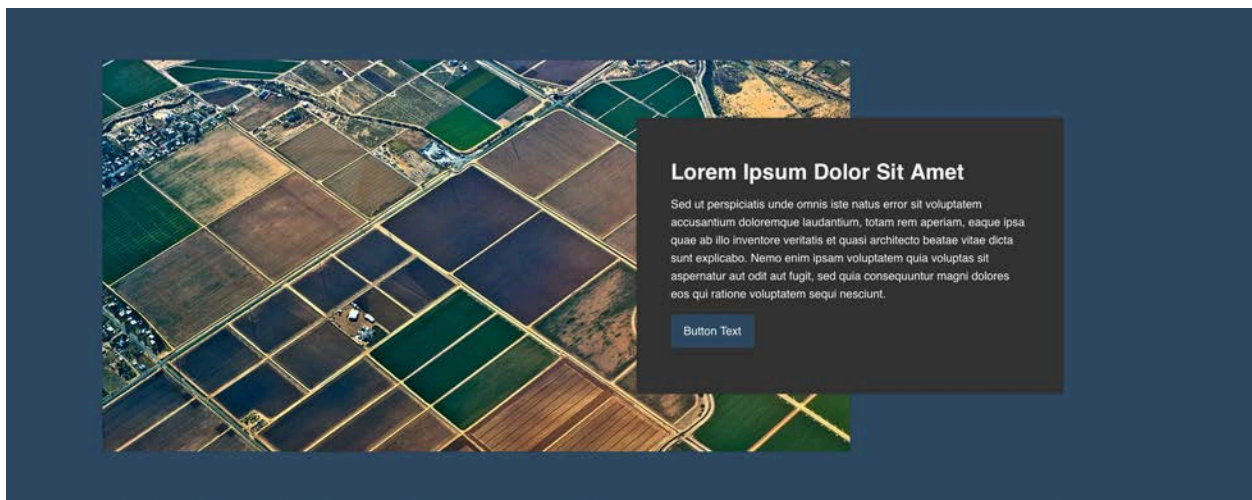 Lorem Ipsum Dolor Sit Amet
Sed ut perspiciatis unde omnis iste natus error sit voluptatem
accusantium doloremque laudantium, totam rem aperiam, eaque ipsa
quae ab illo inventore veritatis et quasi architecto beatae vitae dicta
sunt explicabo. Nemo enim ipsam voluptatem quia voluptas sit
aspernatur aut odit aut fugit, sed quia consequuntur magni dolores
eos qui ratione voluptatem sequi nesciunt.
Button Text